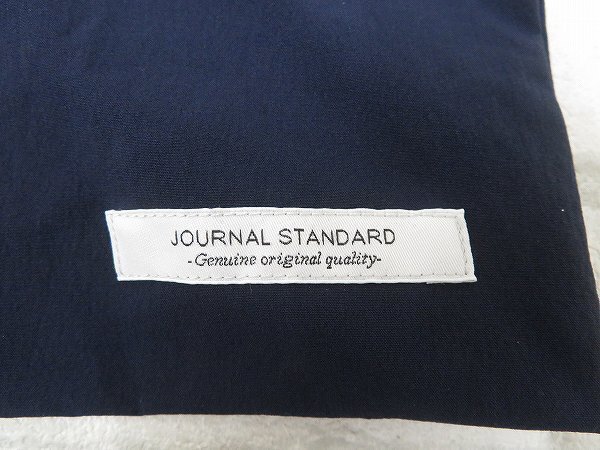 JOURNAL STANDARD
-Genuine original quality-